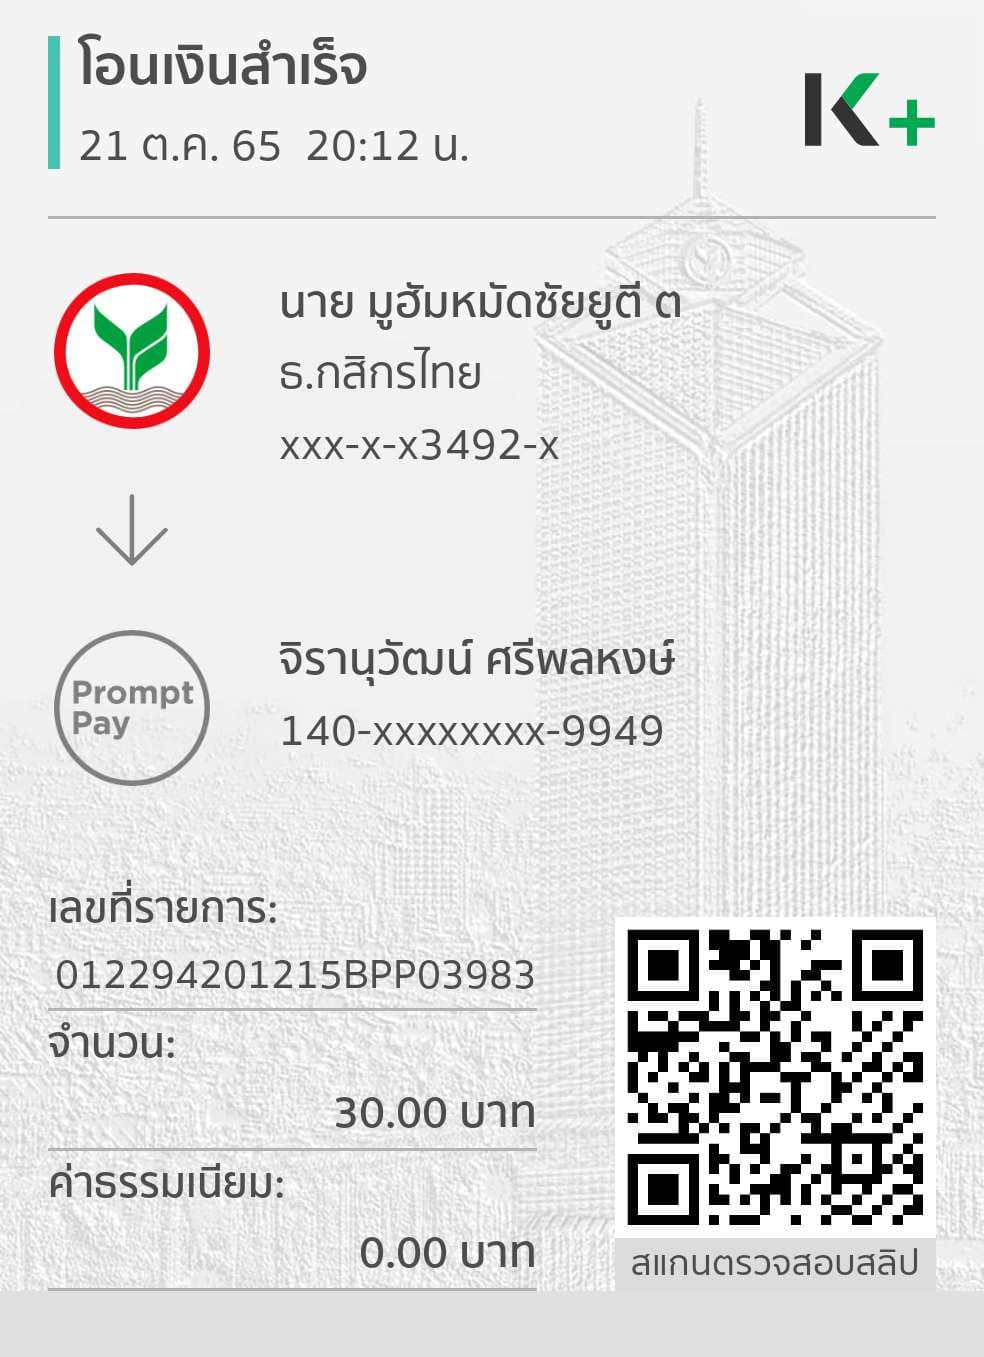 โอนเงินสำเร็จ
21 ต.ค. 65 20:12 น.
K+
นาย มูฮัมหมัดซัยยูตี ต
ธ.กสิกรไทย
xxx-x-x3492-x
Prompt
Pay
จิรานุวัฒน์ ศรีพลหงษ์
140-xxxxxxxx-9949
เลขที่รายการ:
012294201215BPP03983
จำนวน:
30.00 บาท
ค่าธรรมเนียม:
0.00 บาท
สแกนตรวจสอบสลิป